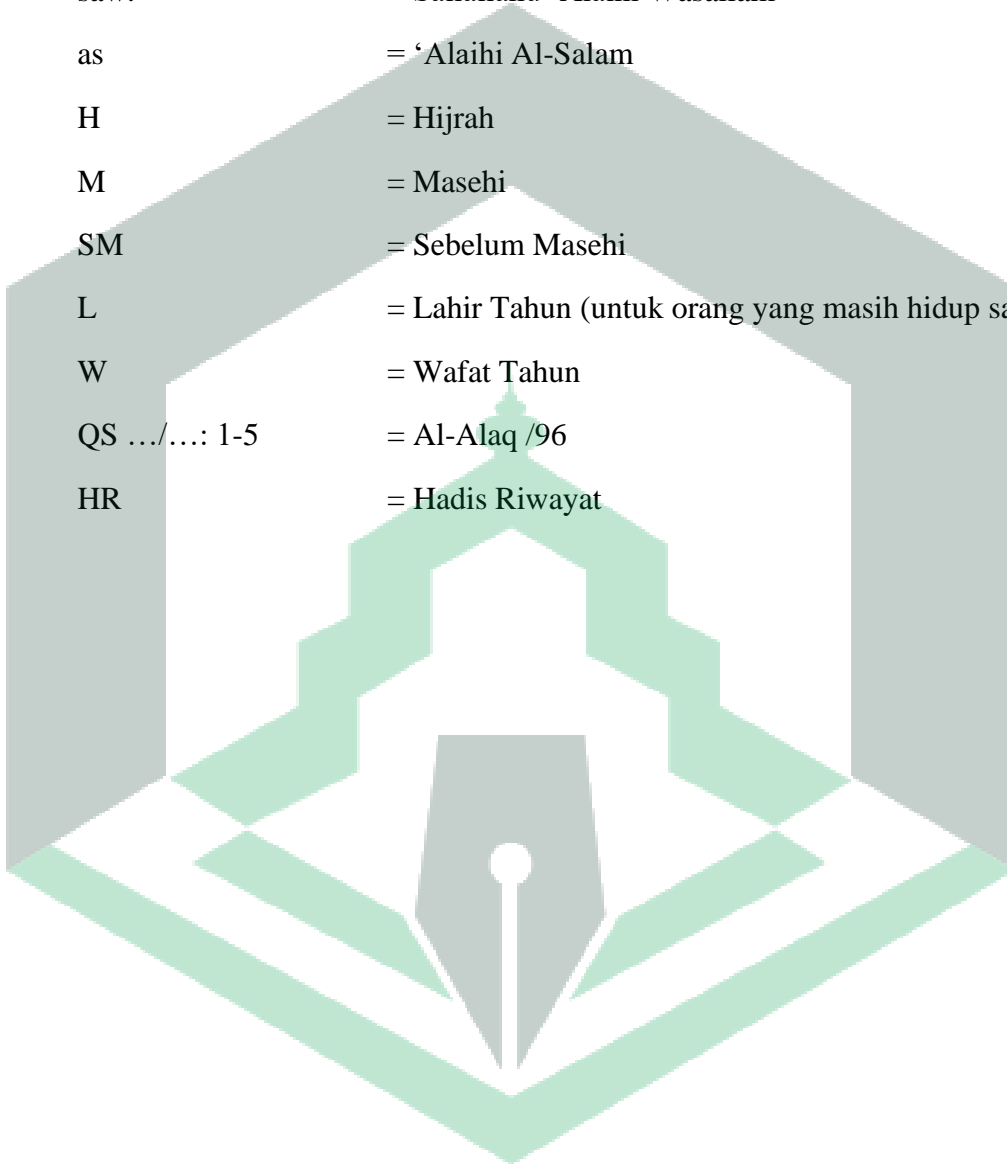 as = ‘Alaihi Al-Salam
H = Hijrah
M = Masehi
SM = Sebelum Masehi
L = Lahir Tahun (untuk orang yang masih hidup
W = Wafat Tahun
QS …/…: 1-5 = Al-Alaq /96
HR = Hadis Riwayat